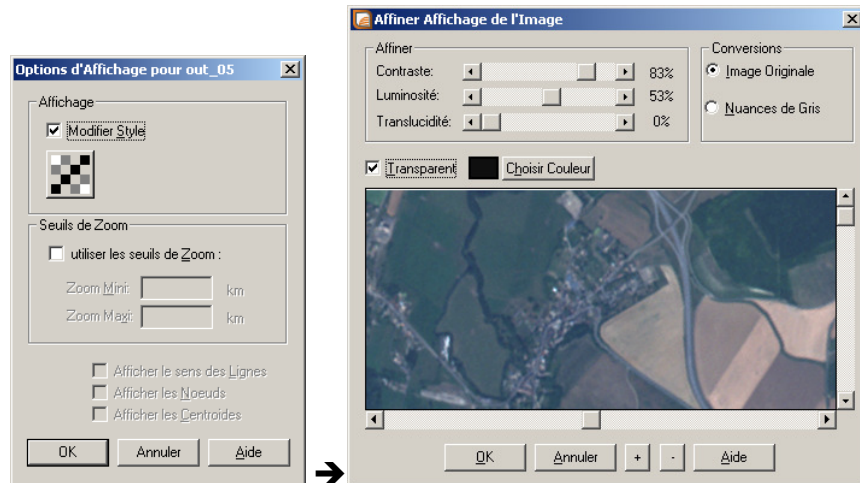 Options d'Affichage pour out_05
Affichage
Modifier Style
Seuils de Zoom
utiliser les seuils de Zoom :
Zoom Mini: km
Zoom Maxi: km
Afficher le sens des Lignes
Afficher les Noeuds
Afficher les Centroides
OK Annuler Aide
Affiner Affichage de l'Image
Affiner
Contraste: 83%
Luminosité: 53%
Translucidité: 0%
Conversions
Image Originale
Nuances de Gris
Transparent Choisir Couleur
OK Annuler + - Aide